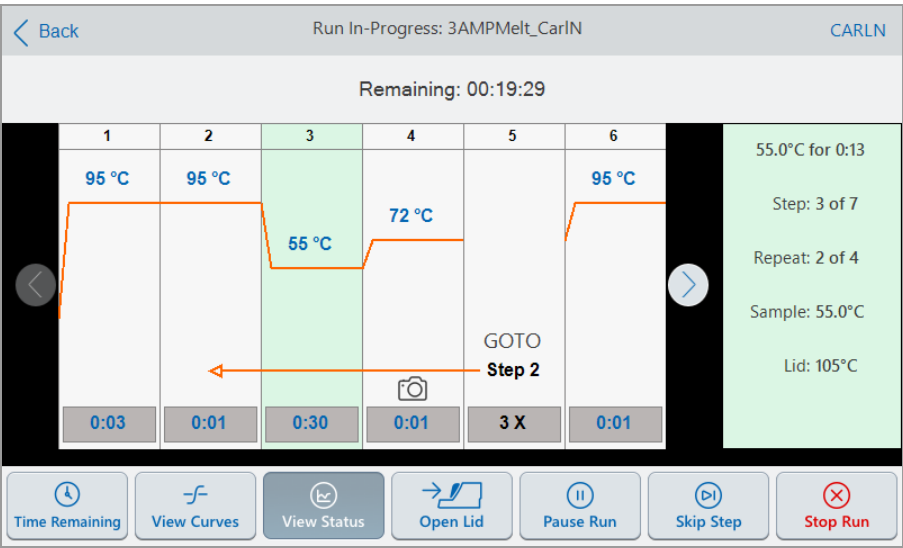 Back
Run In-Progress: 3AMPMelt_CarlN
CARLN
Remaining: 00:19:29
1 2 3 4 5 6
95 °C 95 °C 55 °C 72 °C 95 °C
GOTO
Step 2
0:03 0:01 0:30 0:01 3 X 0:01
55.0°C for 0:13
Step: 3 of 7
Repeat: 2 of 4
Sample: 55.0°C
Lid: 105°C
Time Remaining
View Curves
View Status
Open Lid
Pause Run
Skip Step
Stop Run